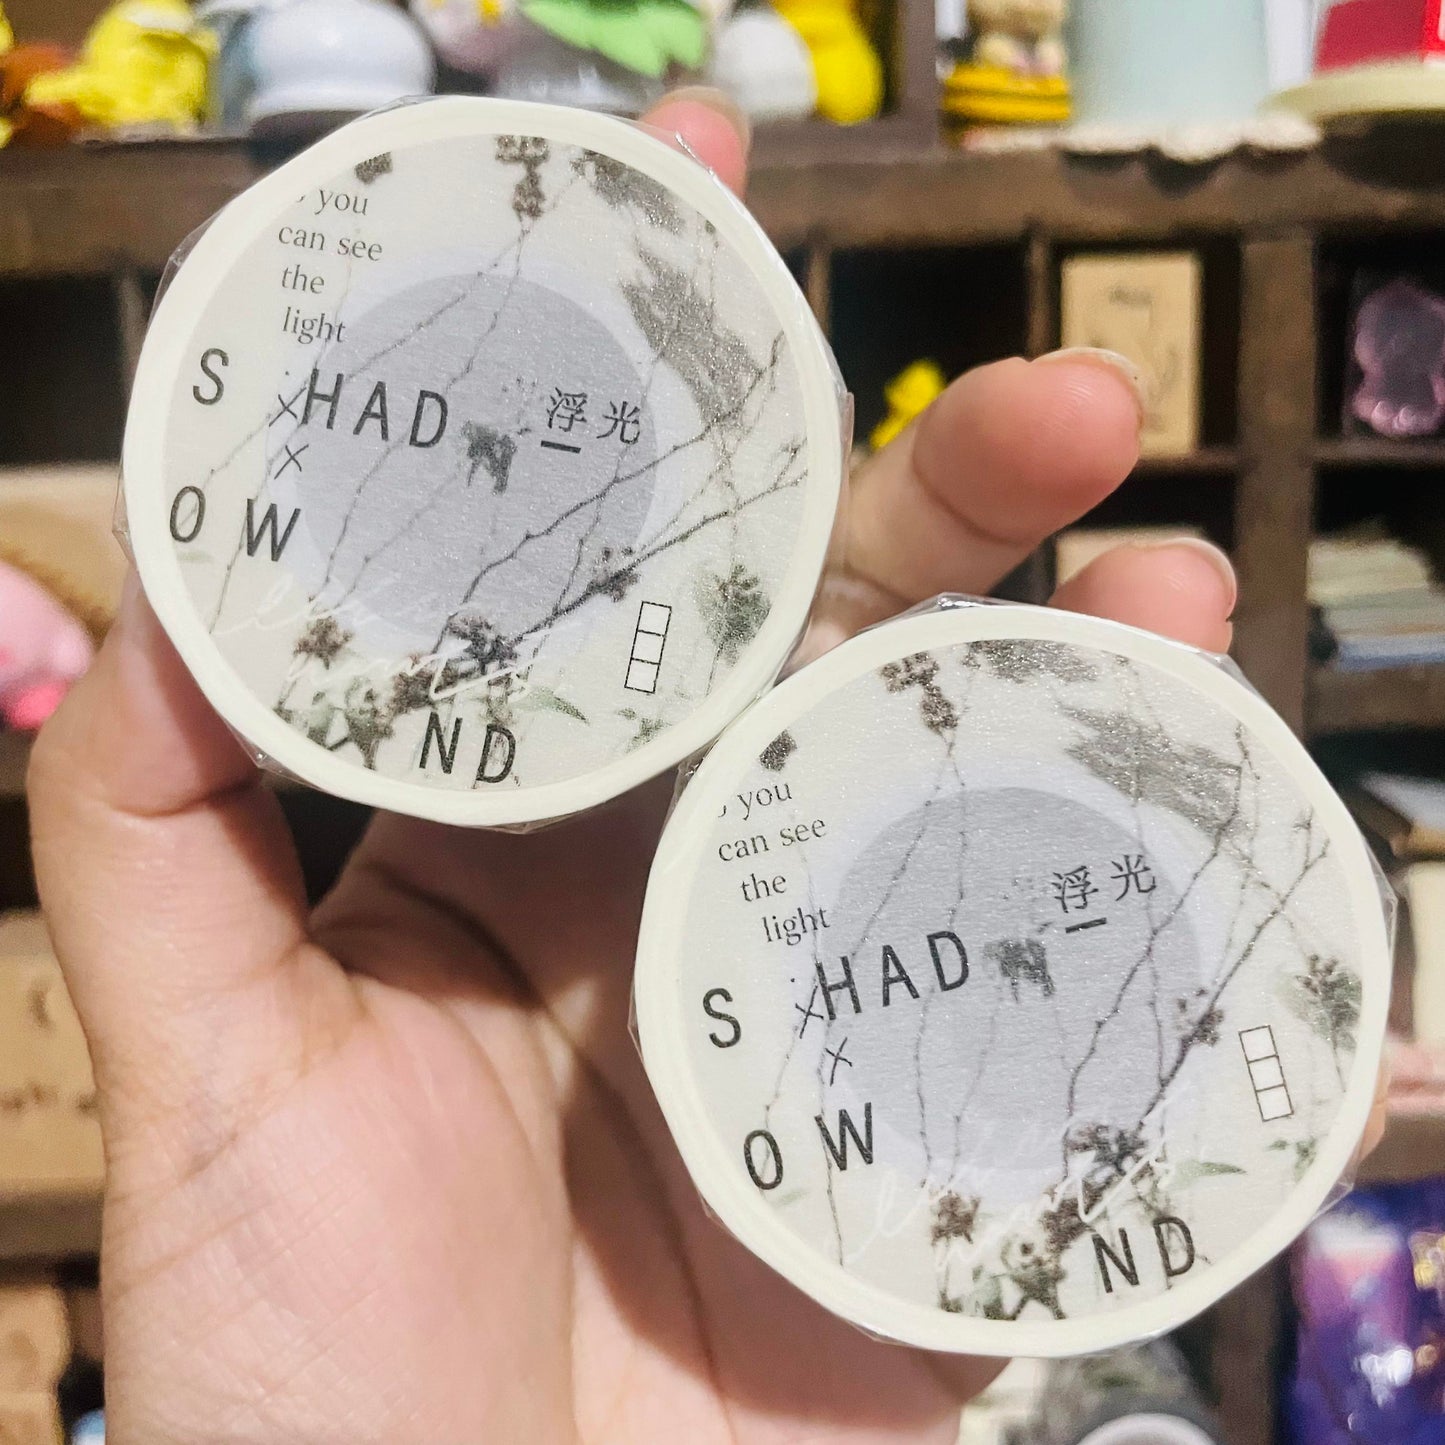 you
can see
the
light
S HAD
浮光
OW
ND
you
can see
the
light
浮光
S HAD
OW
ND